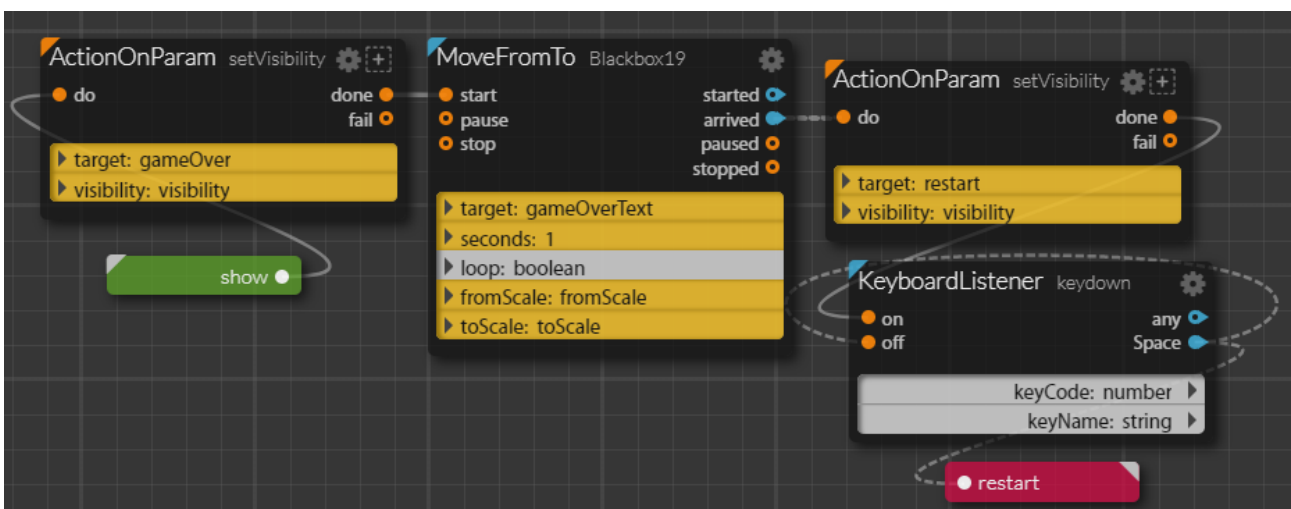 ActionOnParam setVisibility
do done
fail
target: gameOver
visibility: visibility
show
MoveFromTo Blackbox19
start started
pause arrived
stop paused
stopped
target: gameOverText
seconds: 1
loop: boolean
fromScale: fromScale
toScale: toScale
ActionOnParam setVisibility
do done
fail
target: restart
visibility: visibility
KeyboardListener keydown
on any
off Space
keyCode: number
keyName: string
restart